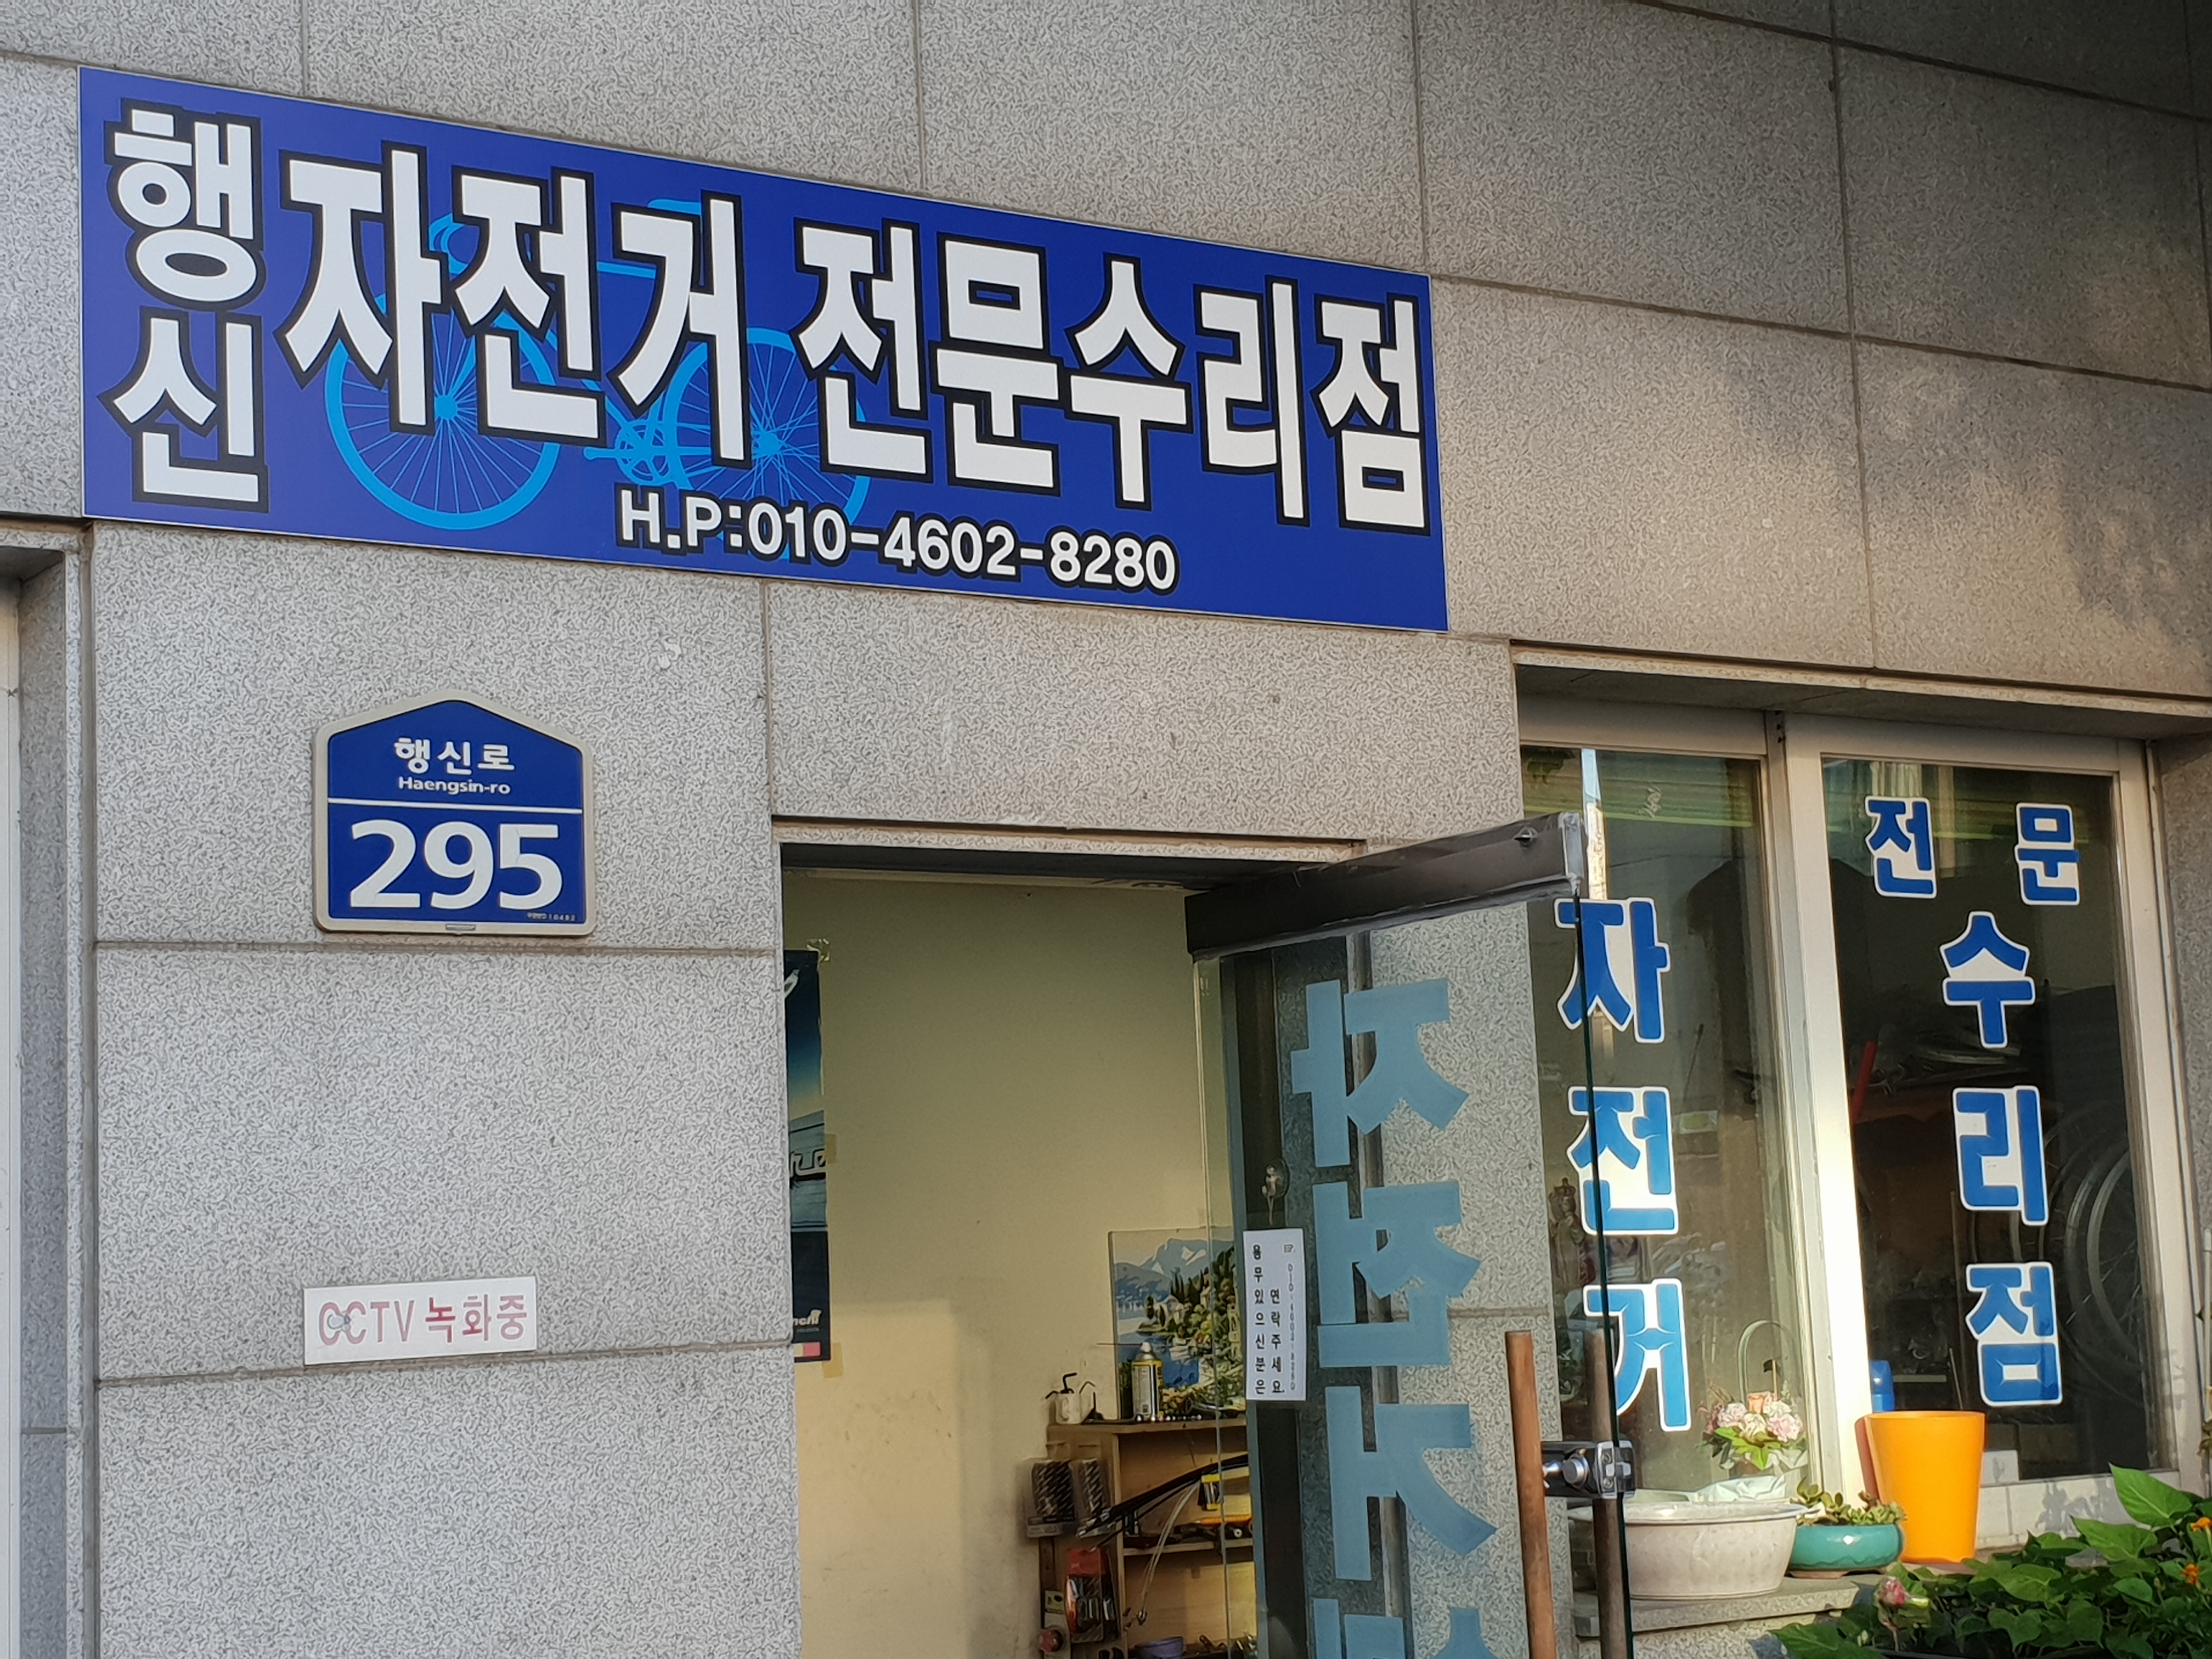 행신 자전거 전문수리점
H.P:010-4602-8280
행신로
Haengsin-ro
295
CCTV 녹화중
용무있으신분은
연락주세요
자전거
전문
수리점